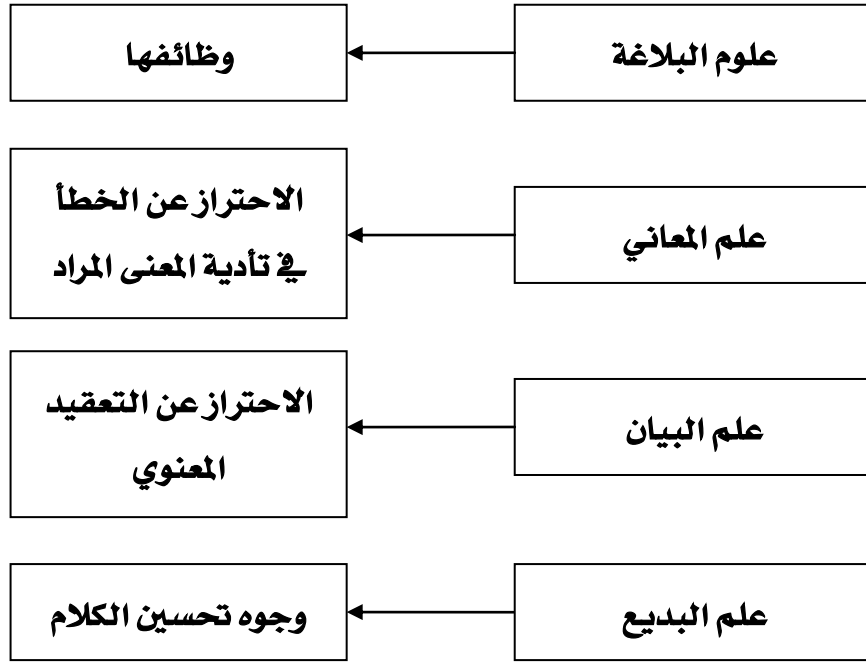 علوم البلاغة
وظائفها
علم المعاني
الاحتراز عن الخطأ
في تأدية المعنى المراد
علم البيان
الاحتراز عن التعقيد
المعنوي
علم البديع
وجوه تحسين الكلام